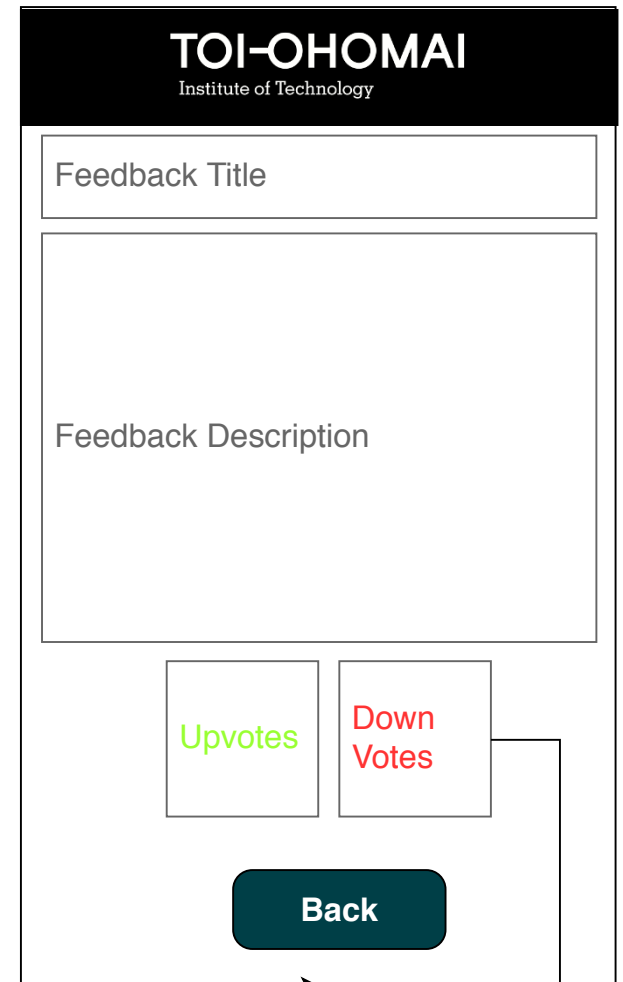 TOI-OHOMAI
Institute of Technology
Feedback Title
Feedback Description
Upvotes
Down
Votes
Back